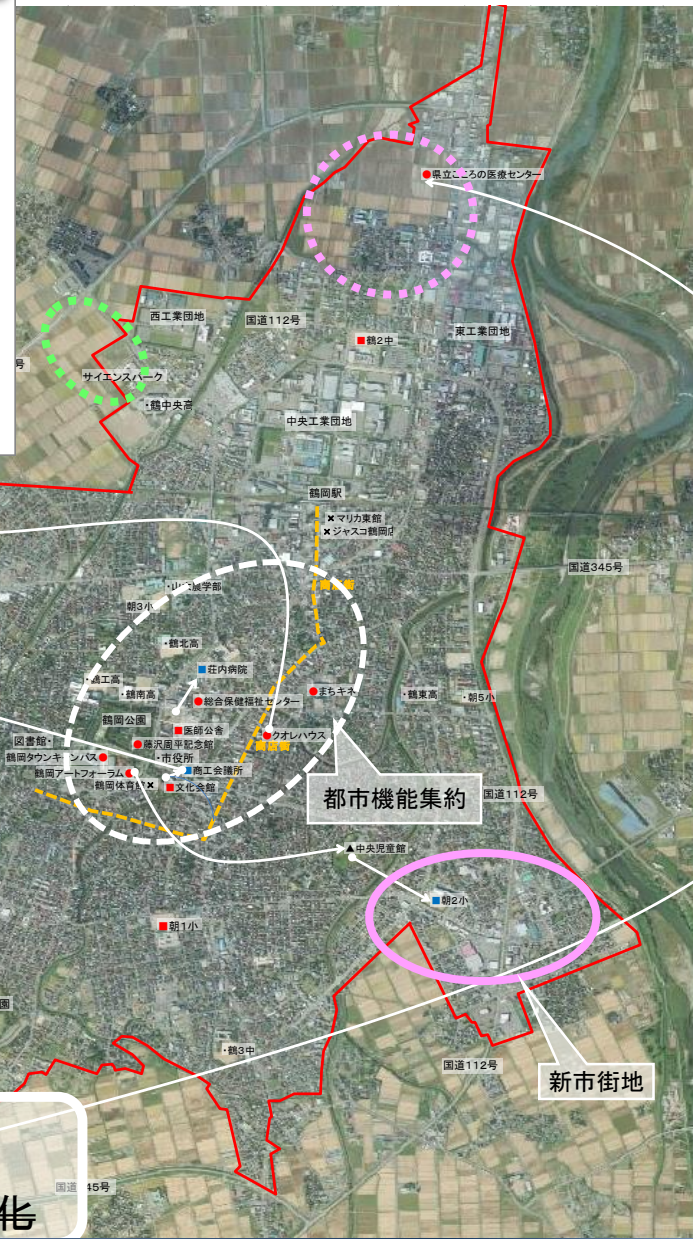 県立こころの医療センター
西工業団地
国道112号
東工業団地
■鶴2中
号
サイエンスパーク
・鶴中央高
中央工業団地
鶴岡駅
×マリカ東館
×ジャスコ鶴岡店
国道345号
商店街
・山大農学部
朝3小
・鶴北高
■荘内病院
・鶴工高
・鶴南高
●総合保健福祉センター
●まちキネ
・鶴東高
・朝5小
鶴岡公園
■医師公舎
●クオレハウス
商店街
図書館・
●藤沢周平記念館
鶴岡タウンキャンパス●
・市役所
■商工会議所
鶴岡アートフォーラム●
鶴岡体育館×
■文化会館
都市機能集約
国道112号
▲中央児童館
■朝2小
■朝1小
園
・鶴3中
国道112号
新市街地
国道345号
化